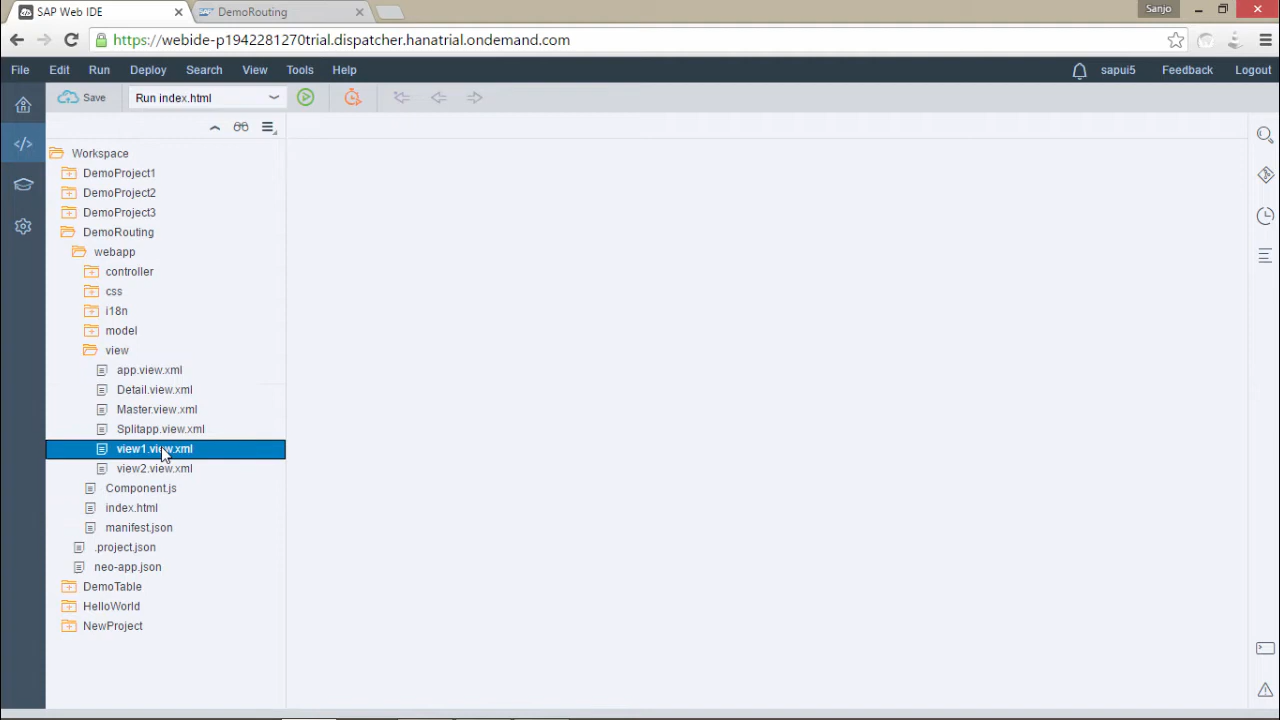 SAP Web IDE
DemoRouting
Sanjo
https://webide-p1942281270trial.dispatcher.hanatrial.ondemand.com
File Edit Run Deploy Search View Tools Help
sapui5 Feedback Logout
Save Run index.html
Workspace
DemoProject1
DemoProject2
DemoProject3
DemoRouting
webapp
controller
css
i18n
model
view
app.view.xml
Detail.view.xml
Master.view.xml
Splitapp.view.xml
view1.view.xml
view2.view.xml
Component.js
index.html
manifest.json
.project.json
neo-app.json
DemoTable
HelloWorld
NewProject